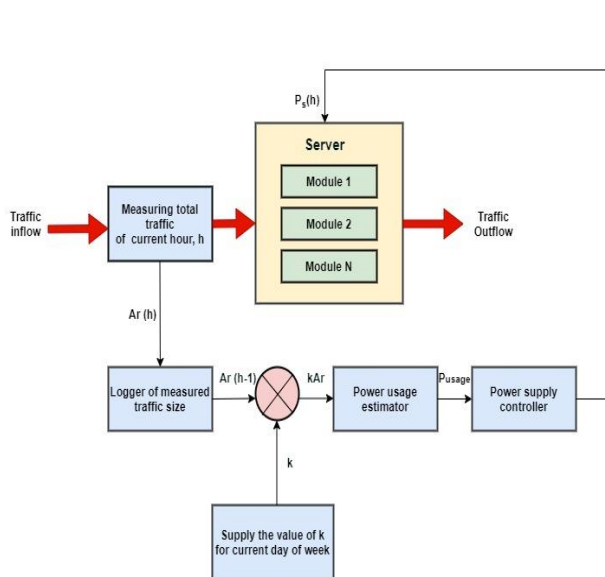 Ps(h)
Server
Module 1
Module 2
Module N
Traffic
inflow
Measuring total
traffic
of current hour, h
Traffic
Outflow
Ar (h)
Logger of measured
traffic size
Ar (h-1)
kAr
Power usage
estimator
Pusage
Power supply
controller
k
Supply the value of k
for current day of week